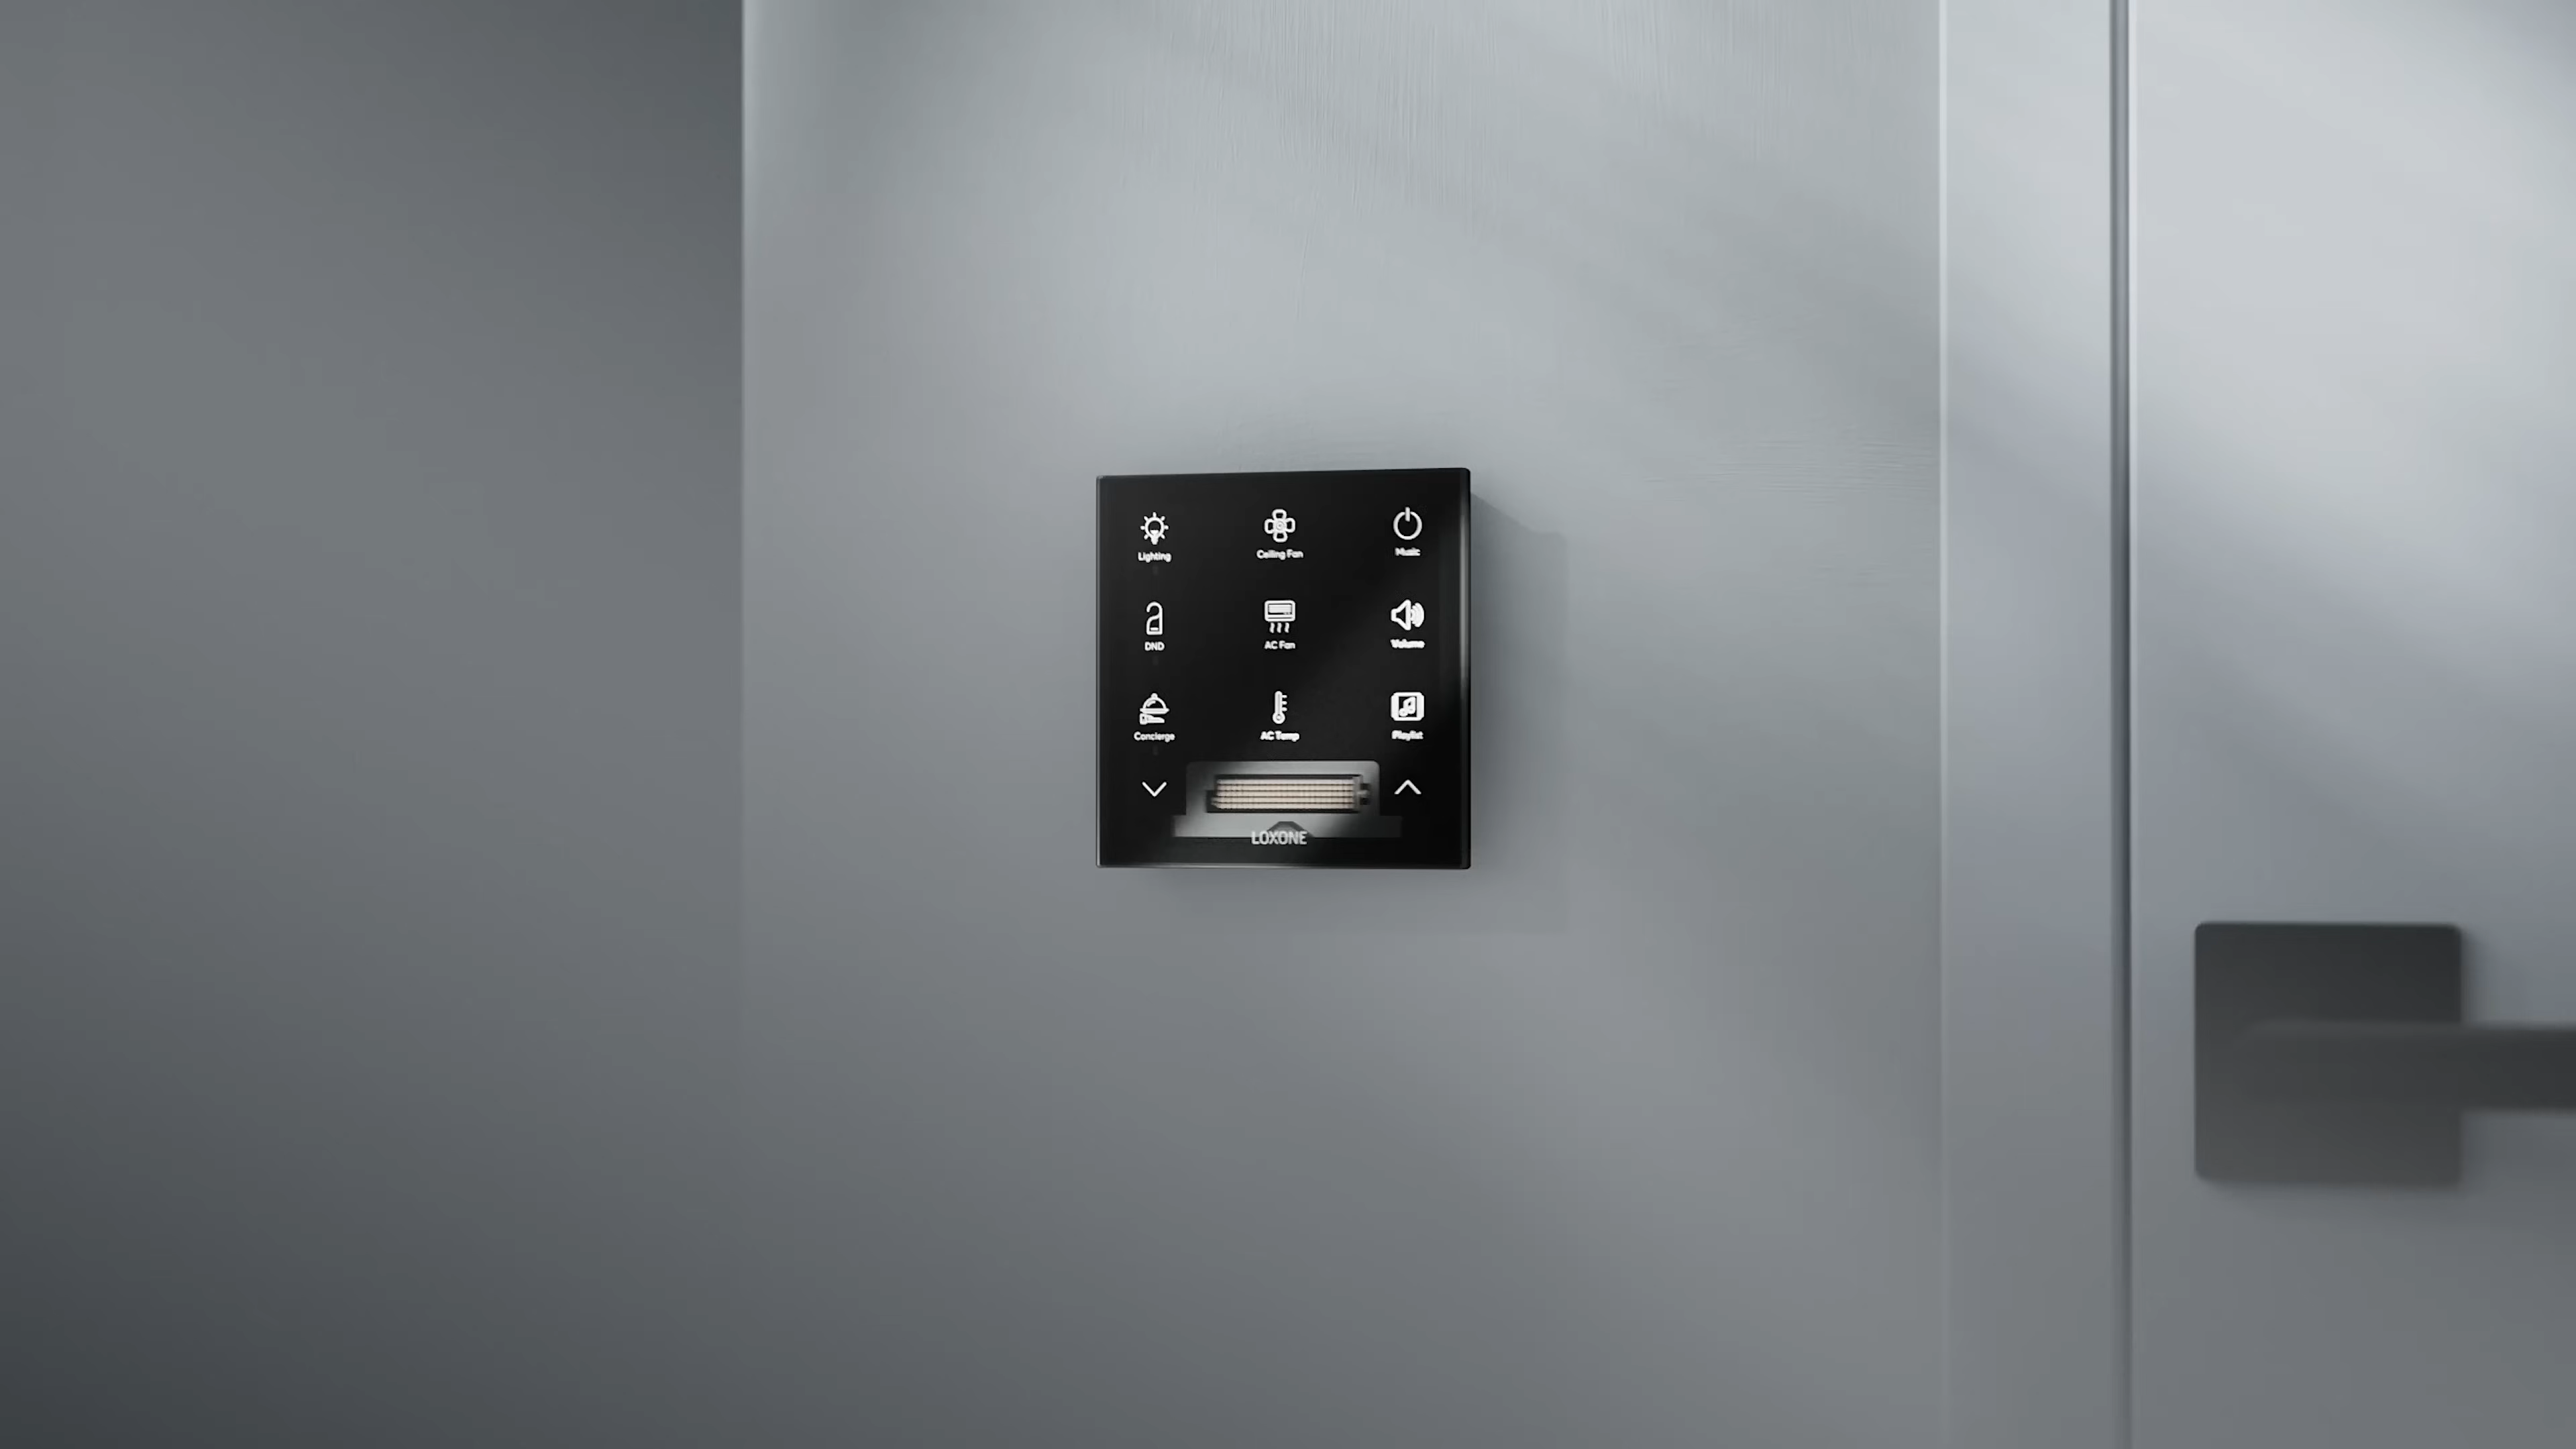 Lighting
Ceiling Fan
Music
DND
AC Fan
Volume
Concierge
AC Temp
Playlist
LOXONE